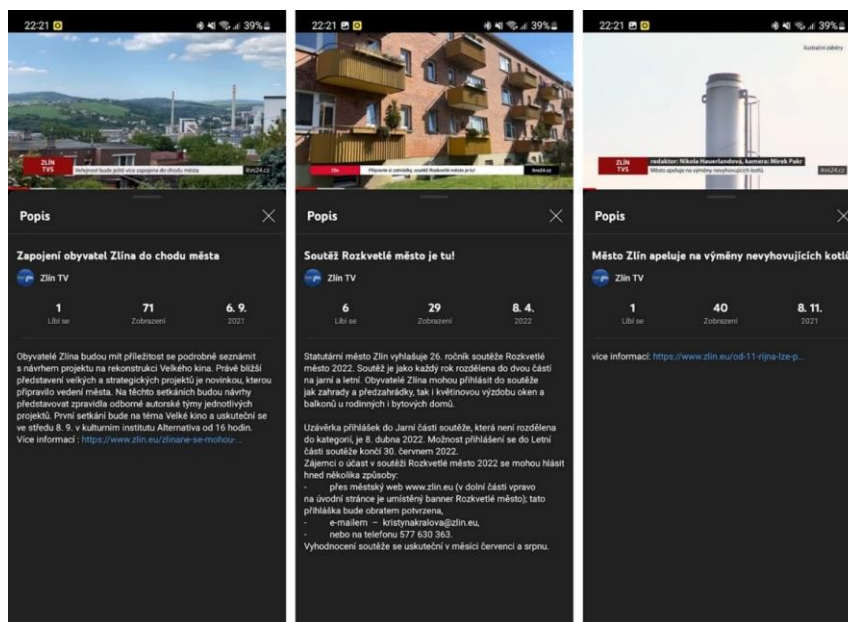 22:21
39%
ZLÍN
TVS
Veřejnost bude ještě více zapojena do chodu města
Popis
Zapojení obyvatel Zlína do chodu města
Zlín TV
1 71 6. 9.
Líbí se Zobrazení 2021
Obyvatelé Zlína budou mít příležitost se podrobně seznámit
s návrhem projektu na rekonstrukci Velkého kina. Právě bližší
představení velkých a strategických projektů je novinkou, kterou
připravilo vedení města. Na těchto setkáních budou návrhy
představovat zpravidla odborné autorské týmy jednotlivých
projektů. První setkání bude na téma Velké kino a uskuteční se
ve středu 8. 9. v kulturním institutu Alternativa od 16 hodin.
Více informací : https://www.zlin.eu/zlinane-se-mohou-...
22:21
39%
Zlín
Připravte si zahrádky, soutěž Rozkvetlé město je tu!
Popis
Soutěž Rozkvetlé město je tu!
Zlín TV
6 29 8. 4.
Líbí se Zobrazení 2022
Statutární město Zlín vyhlašuje 26. ročník soutěže Rozkvetlé
město 2022. Soutěž je jako každý rok rozdělena do dvou částí
na jarní a letní. Obyvatelé Zlína mohou přihlásit do soutěže
jak zahrady a předzahrádky, tak i květinovou výzdobu oken a
balkonů u rodinných i bytových domů.
Uzávěrka přihlášek do Jarní části soutěže, která není rozdělena
do kategorií, je 8. dubna 2022. Možnost přihlášení se do Letní
části soutěže končí 30. červnem 2022.
Zájemci o účast v soutěži Rozkvetlé město 2022 se mohou hlásit
hned několika způsoby:
- přes městský web www.zlin.eu (v dolní části vpravo
na úvodní stránce je umístěný banner Rozkvetlé město); tato
přihláška bude obratem potvrzena,
- e-mailem – kristynakralova@zlin.eu,
- nebo na telefonu 577 630 363.
Vyhodnocení soutěže se uskuteční v měsíci červenci a srpnu.
22:21
39%
ilustrační záběry
ZLÍN
TVS
redaktor: Nikola Hauerlandová, kamera: Mirek Pakr
Město apeluje na výměny nevyhovujících kotlů
Popis
Město Zlín apeluje na výměny nevyhovujících kotlů
Zlín TV
1 40 8. 11.
Líbí se Zobrazení 2021
více informací: https://www.zlin.eu/od-11-rijna-lze-p...